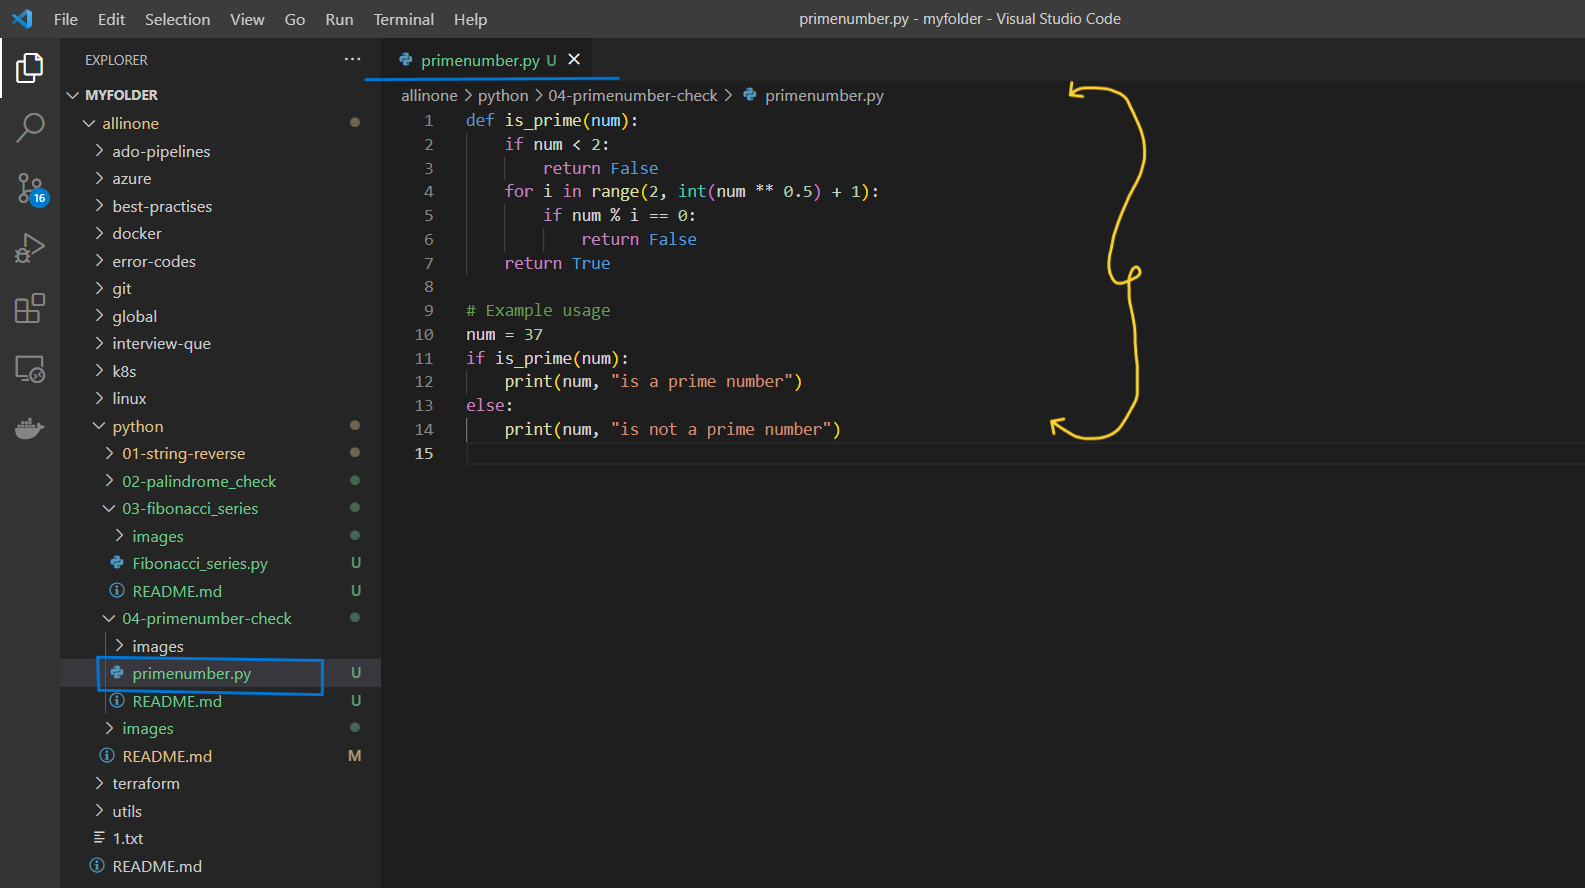 File Edit Selection View Go Run Terminal Help
primenumber.py - myfolder - Visual Studio Code
EXPLORER
MYFOLDER
allinone
ado-pipelines
azure
best-practises
docker
error-codes
git
global
interview-que
k8s
linux
python
01-string-reverse
02-palindrome_check
03-fibonacci_series
images
Fibonacci_series.py U
README.md U
04-primenumber-check
images
primenumber.py U
README.md U
images
README.md M
terraform
utils
1.txt
README.md
16
primenumber.py U
allinone > python > 04-primenumber-check > primenumber.py
1 def is_prime(num):
2     if num < 2:
3         return False
4     for i in range(2, int(num ** 0.5) + 1):
5         if num % i == 0:
6             return False
7     return True
8
9 # Example usage
10 num = 37
11 if is_prime(num):
12     print(num, "is a prime number")
13 else:
14     print(num, "is not a prime number")
15